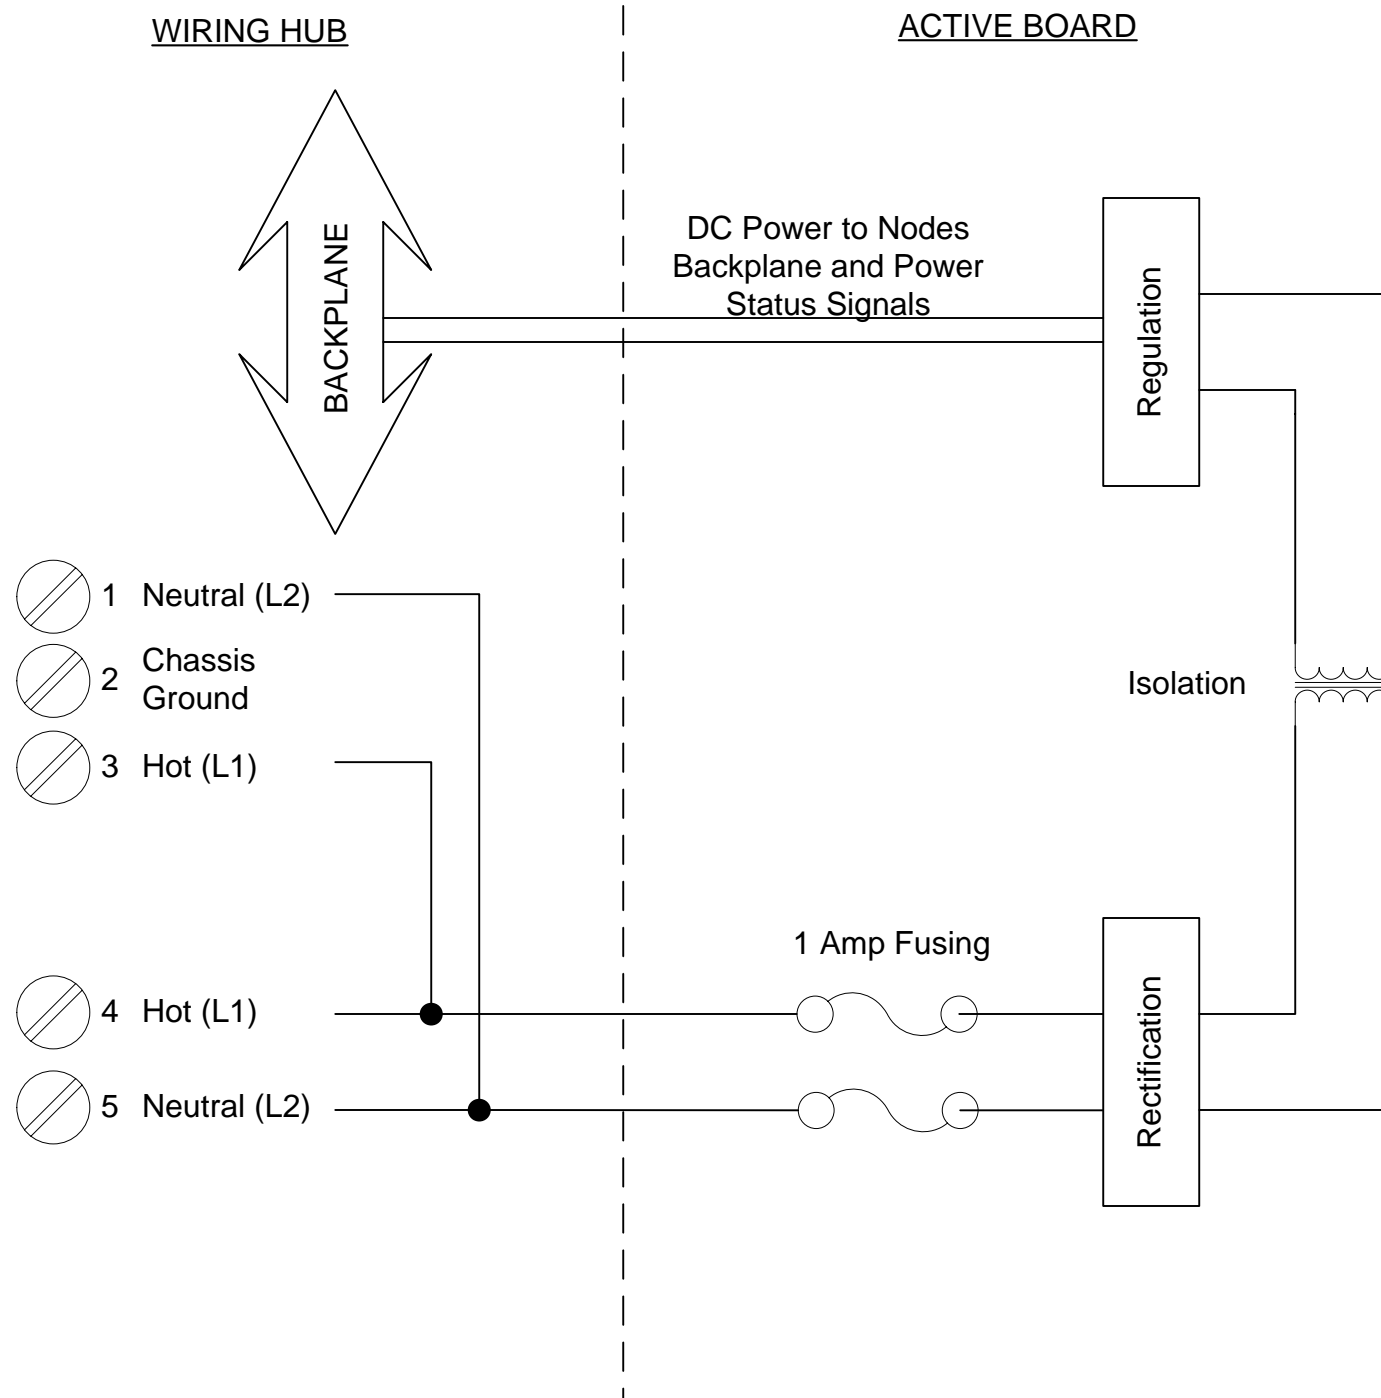 WIRING HUB
ACTIVE BOARD
BACKPLANE
DC Power to Nodes
Backplane and Power
Status Signals
Regulation
1 Neutral (L2)
2 Chassis
Ground
3 Hot (L1)
Isolation
1 Amp Fusing
4 Hot (L1)
5 Neutral (L2)
Rectification